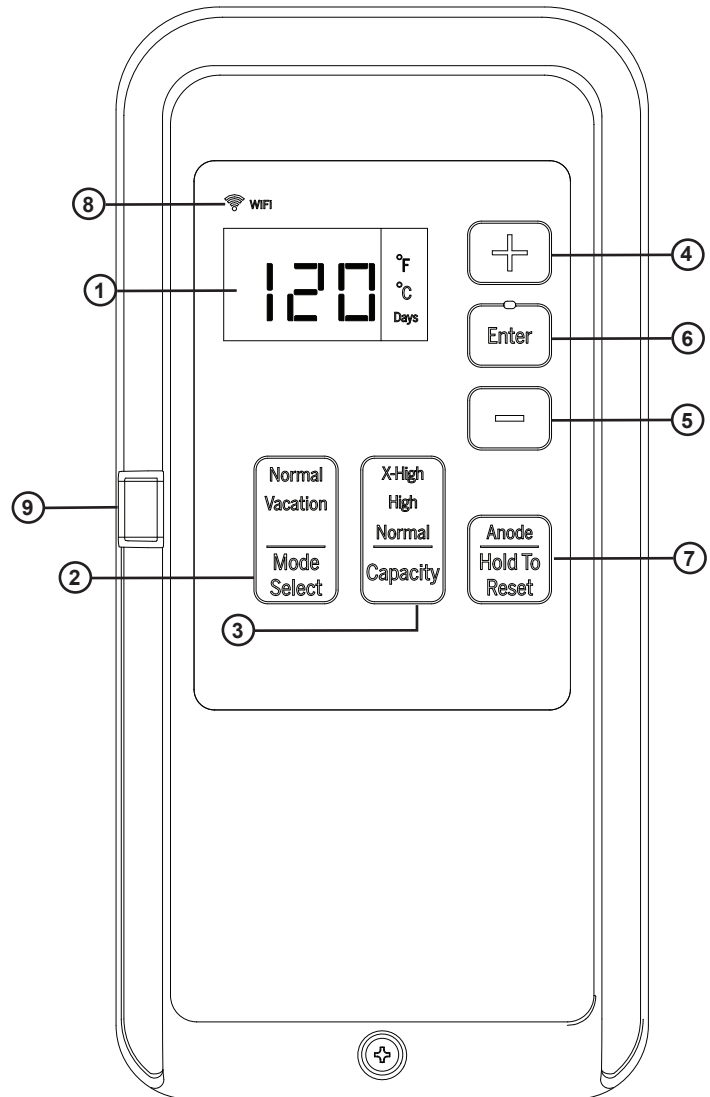 8 WIFI
4
°F
1 120 °C
Days
Enter 6
5
Normal X-High
Vacation High
9
Normal Anode
Mode Capacity Hold To 7
2 Select Reset
3